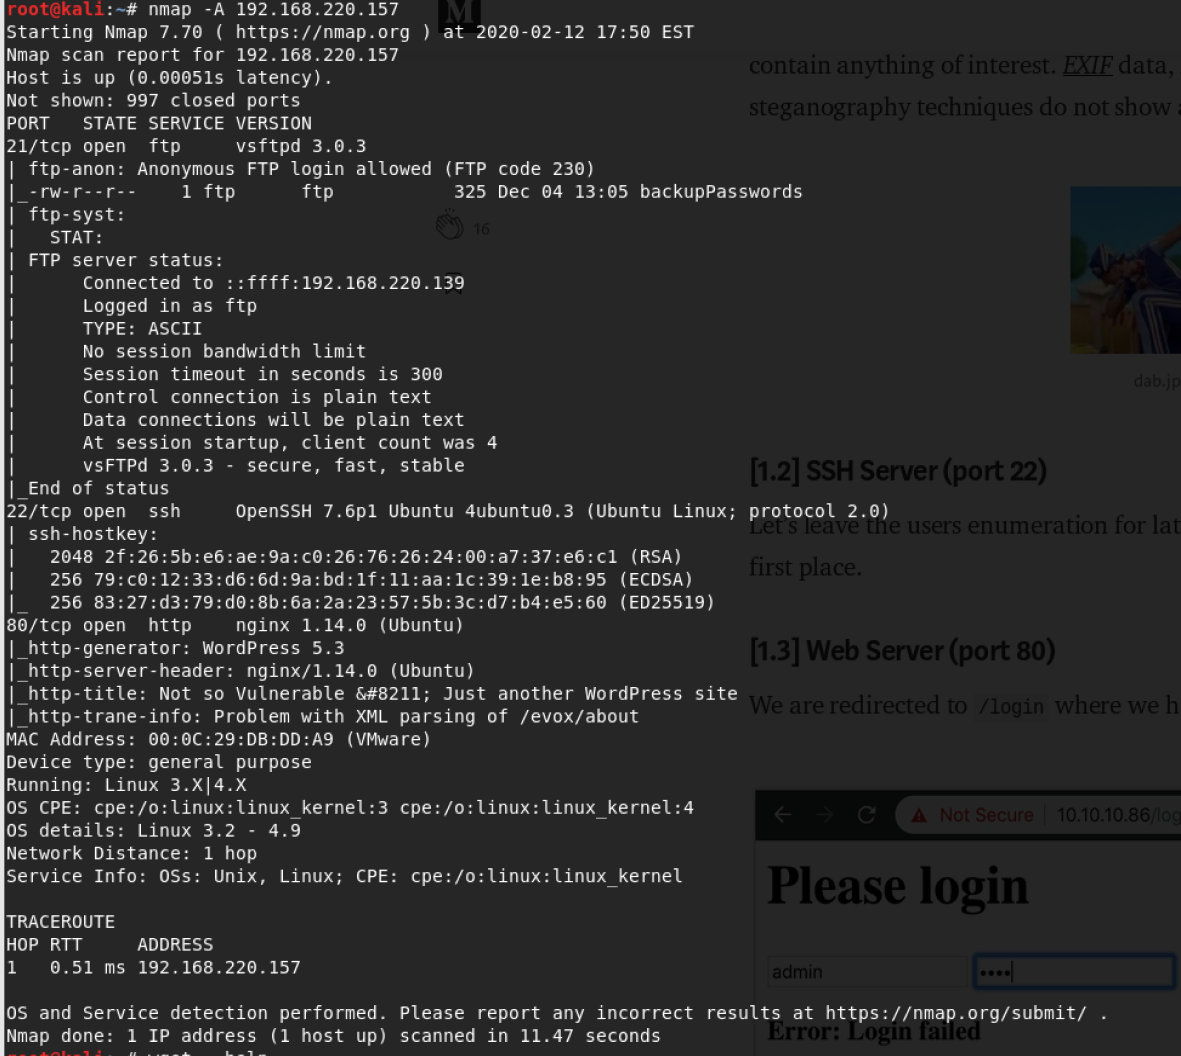 root@kali:~# nmap -A 192.168.220.157
Starting Nmap 7.70 ( https://nmap.org ) at 2020-02-12 17:50 EST
Nmap scan report for 192.168.220.157
Host is up (0.00051s latency).
Not shown: 997 closed ports
PORT   STATE SERVICE VERSION
21/tcp open  ftp     vsftpd 3.0.3
| ftp-anon: Anonymous FTP login allowed (FTP code 230)
|_-rw-r--r--    1 ftp      ftp           325 Dec 04 13:05 backupPasswords
| ftp-syst:
|   STAT:
| FTP server status:
|      Connected to ::ffff:192.168.220.139
|      Logged in as ftp
|      TYPE: ASCII
|      No session bandwidth limit
|      Session timeout in seconds is 300
|      Control connection is plain text
|      Data connections will be plain text
|      At session startup, client count was 4
|      vsFTPd 3.0.3 - secure, fast, stable
|_End of status
22/tcp open  ssh     OpenSSH 7.6p1 Ubuntu 4ubuntu0.3 (Ubuntu Linux; protocol 2.0)
| ssh-hostkey:
|   2048 2f:26:5b:e6:ae:9a:c0:26:76:26:24:00:a7:37:e6:c1 (RSA)
|   256 79:c0:12:33:d6:6d:9a:bd:1f:11:aa:1c:39:1e:b8:95 (ECDSA)
|_  256 83:27:d3:79:d0:8b:6a:2a:23:57:5b:3c:d7:b4:e5:60 (ED25519)
80/tcp open  http    nginx 1.14.0 (Ubuntu)
|_http-generator: WordPress 5.3
|_http-server-header: nginx/1.14.0 (Ubuntu)
|_http-title: Not so Vulnerable &#8211; Just another WordPress site
|_http-trane-info: Problem with XML parsing of /evox/about
MAC Address: 00:0C:29:DB:DD:A9 (VMware)
Device type: general purpose
Running: Linux 3.X|4.X
OS CPE: cpe:/o:linux:linux_kernel:3 cpe:/o:linux:linux_kernel:4
OS details: Linux 3.2 - 4.9
Network Distance: 1 hop
Service Info: OSs: Unix, Linux; CPE: cpe:/o:linux:linux_kernel
TRACEROUTE
HOP RTT     ADDRESS
1   0.51 ms 192.168.220.157
OS and Service detection performed. Please report any incorrect results at https://nmap.org/submit/ .
Nmap done: 1 IP address (1 host up) scanned in 11.47 seconds
M
16
contain anything of interest. EXIF data,
steganography techniques do not show
dab.jp
[1.2] SSH Server (port 22)
Let's leave the users enumeration for lat
first place.
[1.3] Web Server (port 80)
We are redirected to /login where we h
Not Secure | 10.10.10.86/log
Please login
admin
••••
Error: Login failed